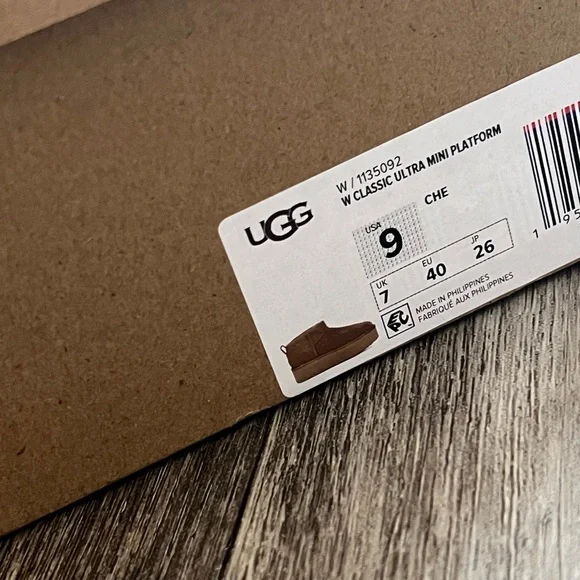 UGG
W / 1135092
W CLASSIC ULTRA MINI PLATFORM
CHE
USA
9
UK EU JP
7 40 26
MADE IN PHILIPPINES
FABRIQUÉ AUX PHILIPPINES
1 95